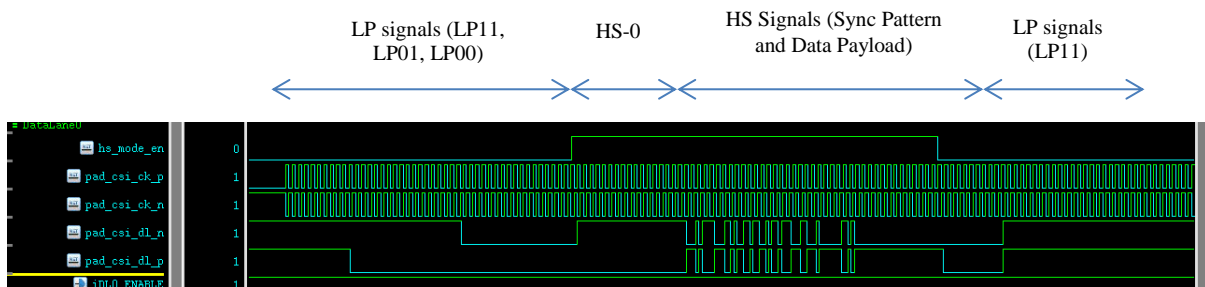 LP signals (LP11,
LP01, LP00)
HS-0
HS Signals (Sync Pattern
and Data Payload)
LP signals
(LP11)
= DataLane0
hs_mode_en 0
pad_csi_ck_p 1
pad_csi_ck_n 1
pad_csi_dl_n 1
pad_csi_dl_p 1
iDL0_ENABLE 1